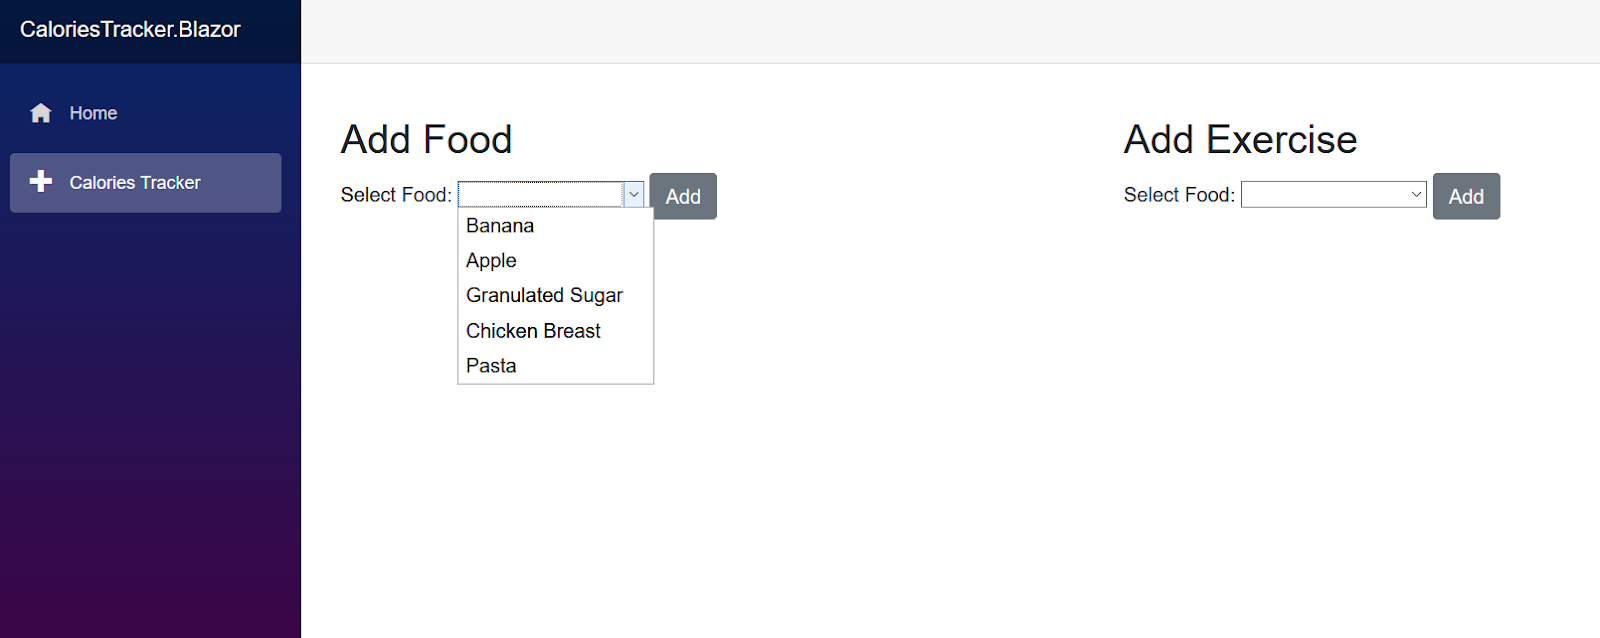 CaloriesTracker.Blazor
Home
Calories Tracker
Add Food
Select Food:
Add
Banana
Apple
Granulated Sugar
Chicken Breast
Pasta
Add Exercise
Select Food:
Add